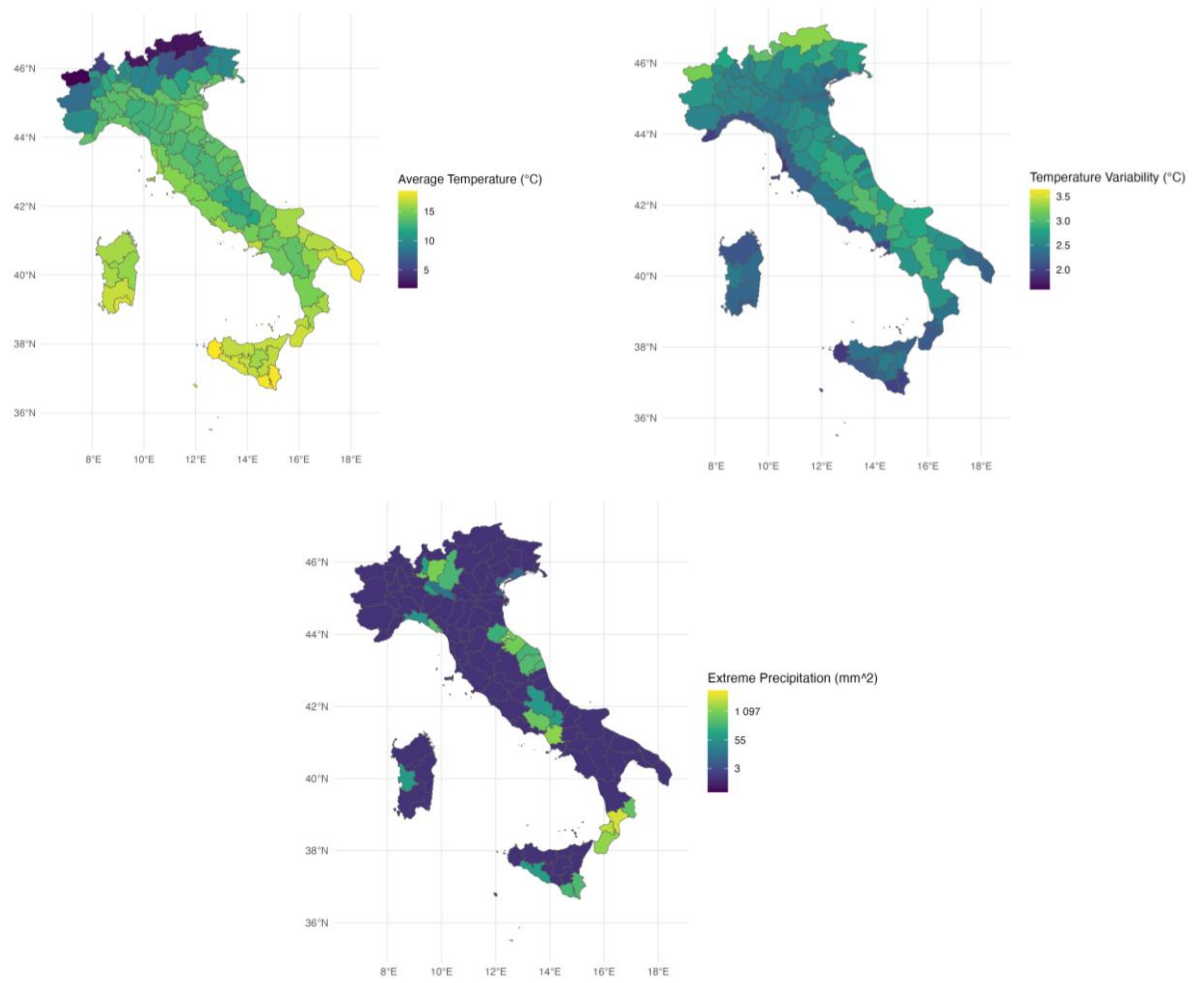 46°N
44°N
42°N
40°N
38°N
36°N
8°E 10°E 12°E 14°E 16°E 18°E
Average Temperature (°C)
15
10
5
46°N
44°N
42°N
40°N
38°N
36°N
8°E 10°E 12°E 14°E 16°E 18°E
Temperature Variability (°C)
3.5
3.0
2.5
2.0
46°N
44°N
42°N
40°N
38°N
36°N
8°E 10°E 12°E 14°E 16°E 18°E
Extreme Precipitation (mm^2)
1 097
55
3